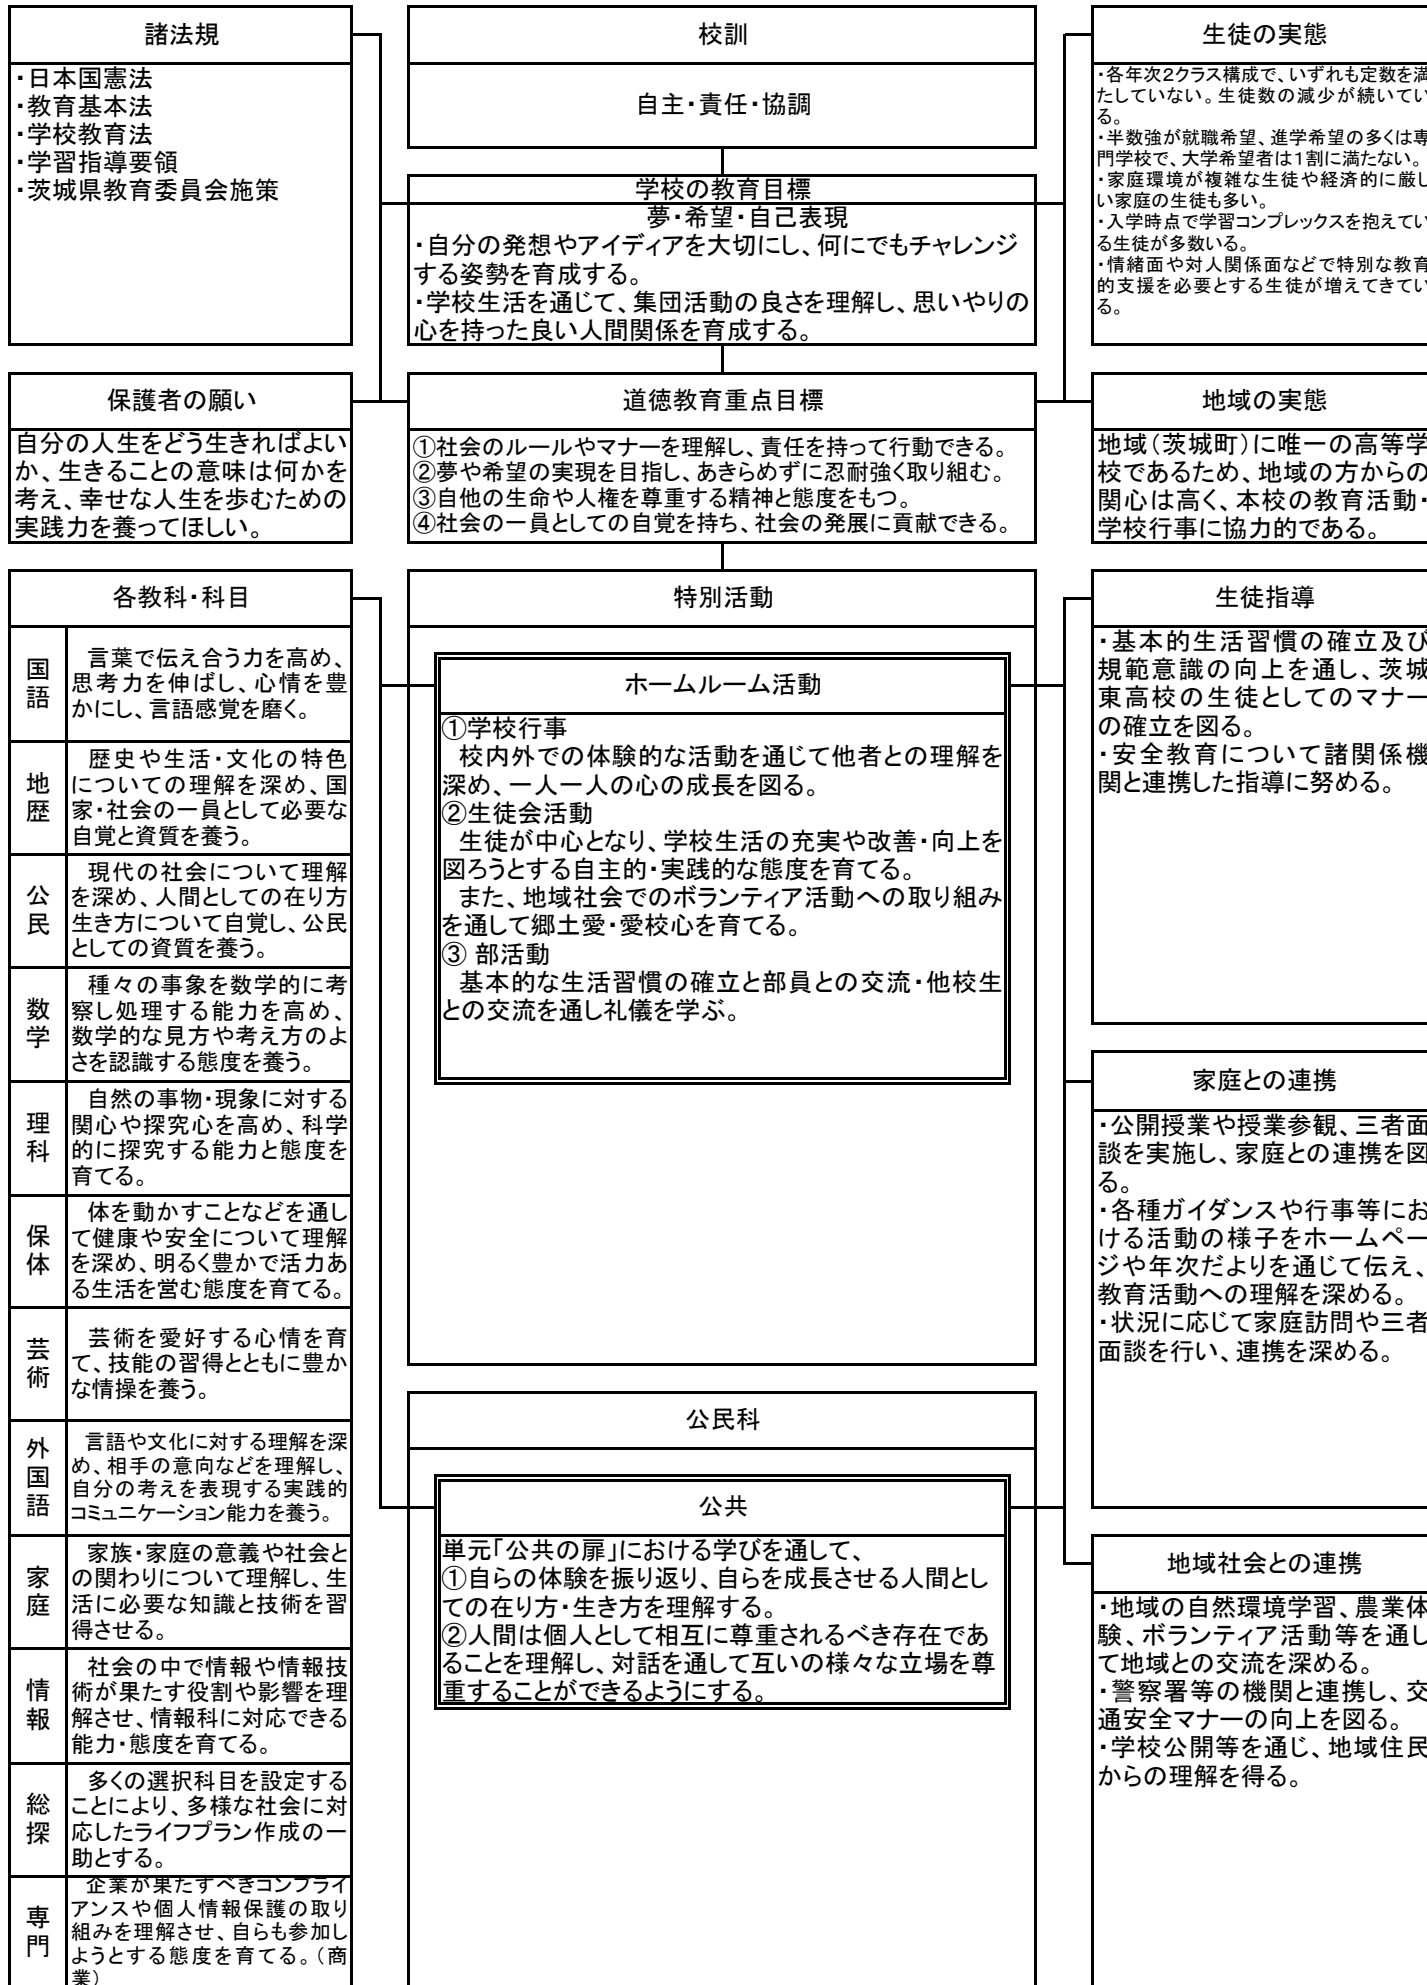 諸法規
・日本国憲法
・教育基本法
・学校教育法
・学習指導要領
・茨城県教育委員会施策
校訓
自主・責任・協調
学校の教育目標
夢・希望・自己表現
・自分の発想やアイディアを大切にし、何にでもチャレンジ
する姿勢を育成する。
・学校生活を通じて、集団活動の良さを理解し、思いやりの
心を持った良い人間関係を育成する。
生徒の実態
・各年次2クラス構成で、いずれも定数を満
たしていない。生徒数の減少が続いてい
る。
・半数強が就職希望、進学希望の多くは専
門学校で、大学希望者は1割に満たない。
・家庭環境が複雑な生徒や経済的に厳し
い家庭の生徒も多い。
・入学時点で学習コンプレックスを抱えてい
る生徒が多数いる。
・情緒面や対人関係面などで特別な教育
的支援を必要とする生徒が増えてきてい
る。
保護者の願い
自分の人生をどう生きればよい
か、生きることの意味は何かを
考え、幸せな人生を歩むための
実践力を養ってほしい。
道徳教育重点目標
①社会のルールやマナーを理解し、責任を持って行動できる。
②夢や希望の実現を目指し、あきらめずに忍耐強く取り組む。
③自他の生命や人権を尊重する精神と態度をもつ。
④社会の一員としての自覚を持ち、社会の発展に貢献できる。
地域の実態
地域（茨城町）に唯一の高等学
校であるため、地域の方からの
関心は高く、本校の教育活動・
学校行事に協力的である。
各教科・科目
国語
言葉で伝え合う力を高め、
思考力を伸ばし、心情を豊
かにし、言語感覚を磨く。
地歴
歴史や生活・文化の特色
についての理解を深め、国
家・社会の一員として必要な
自覚と資質を養う。
公民
現代の社会について理解
を深め、人間としての在り方
生き方について自覚し、公民
としての資質を養う。
数学
種々の事象を数学的に考
察し処理する能力を高め、
数学的な見方や考え方のよ
さを認識する態度を養う。
理科
自然の事物・現象に対する
関心や探究心を高め、科学
的に探究する能力と態度を
育てる。
保体
体を動かすことなどを通し
て健康や安全について理解
を深め、明るく豊かで活力あ
る生活を営む態度を育てる。
芸術
芸術を愛好する心情を育
て、技能の習得とともに豊か
な情操を養う。
外国語
言語や文化に対する理解を深
め、相手の意向などを理解し、
自分の考えを表現する実践的
コミュニケーション能力を養う。
家庭
家族・家庭の意義や社会と
の関わりについて理解し、生
活に必要な知識と技術を習
得させる。
情報
社会の中で情報や情報技
術が果たす役割や影響を理
解させ、情報科に対応できる
能力・態度を育てる。
総探
多くの選択科目を設定する
ことにより、多様な社会に対
応したライフプラン作成の一
助とする。
専門
企業が果たすべきコンプライ
アンスや個人情報保護の取り
組みを理解させ、自らも参加し
ようとする態度を育てる。（商
業）
特別活動
ホームルーム活動
①学校行事
校内外での体験的な活動を通じて他者との理解を
深め、一人一人の心の成長を図る。
②生徒会活動
生徒が中心となり、学校生活の充実や改善・向上を
図ろうとする自主的・実践的な態度を育てる。
また、地域社会でのボランティア活動への取り組み
を通して郷土愛・愛校心を育てる。
③ 部活動
基本的な生活習慣の確立と部員との交流・他校生
との交流を通し礼儀を学ぶ。
公民科
公共
単元「公共の扉」における学びを通して、
①自らの体験を振り返り、自らを成長させる人間とし
ての在り方・生き方を理解する。
②人間は個人として相互に尊重されるべき存在であ
ることを理解し、対話を通して互いの様々な立場を尊
重することができるようにする。
生徒指導
・基本的生活習慣の確立及び
規範意識の向上を通し、茨城
東高校の生徒としてのマナー
の確立を図る。
・安全教育について諸関係機
関と連携した指導に努める。
家庭との連携
・公開授業や授業参観、三者面
談を実施し、家庭との連携を図
る。
・各種ガイダンスや行事等にお
ける活動の様子をホームペー
ジや年次だよりを通じて伝え、
教育活動への理解を深める。
・状況に応じて家庭訪問や三者
面談を行い、連携を深める。
地域社会との連携
・地域の自然環境学習、農業体
験、ボランティア活動等を通し
て地域との交流を深める。
・警察署等の機関と連携し、交
通安全マナーの向上を図る。
・学校公開等を通じ、地域住民
からの理解を得る。